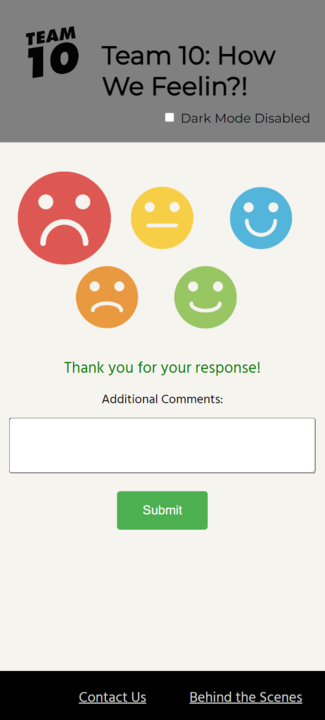 TEAM
10
Team 10: How
We Feelin?!
Dark Mode Disabled
Thank you for your response!
Additional Comments:
Submit
Contact Us
Behind the Scenes